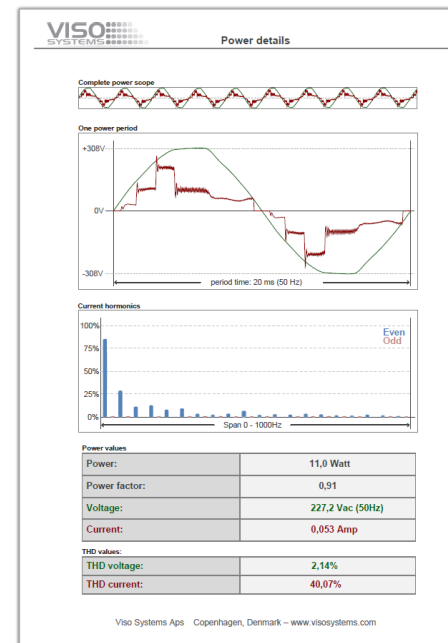 VISO
SYSTEMS
Power details
Complete power scope
One power period
+308V
0V
-308V
period time: 20 ms (50 Hz)
Current hormonics
100%
75%
50%
25%
0%
Even
Odd
Span 0 - 1000Hz
Power values
Power: 11,0 Watt
Power factor: 0,91
Voltage: 227,2 Vac (50Hz)
Current: 0,053 Amp
THD values:
THD voltage: 2,14%
THD current: 40,07%
Viso Systems Aps Copenhagen, Denmark – www.visosystems.com